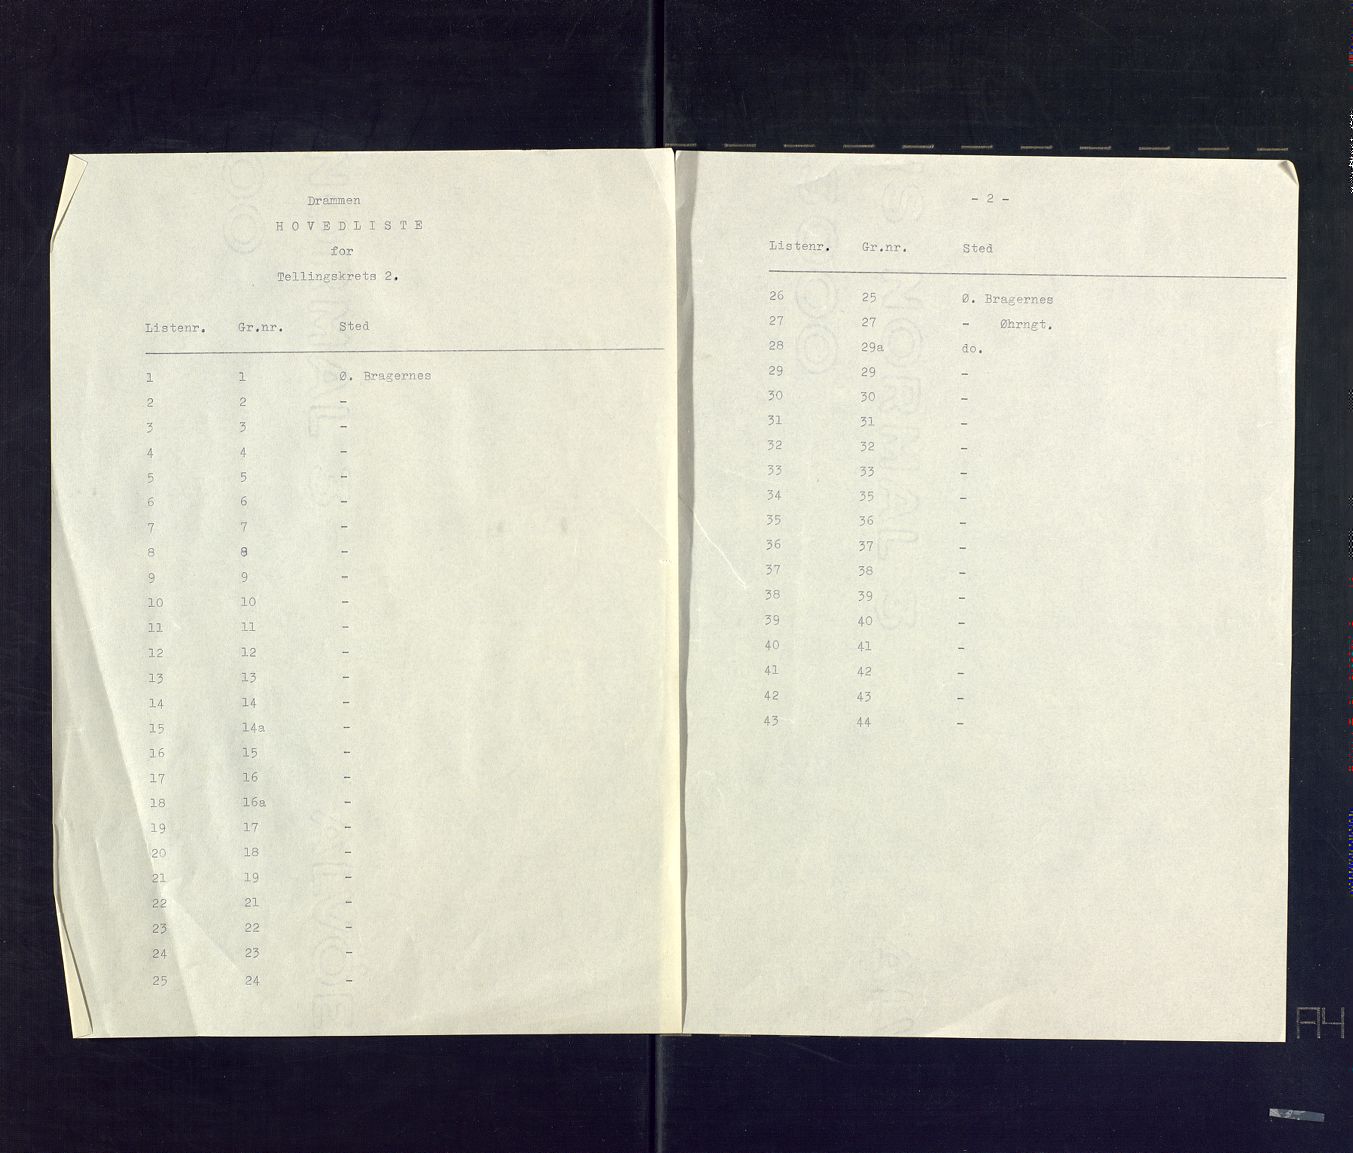 Drammen
H O V E D L I S T E
for
Tellingskrets 2.
Listenr. Gr.nr. Sted
1 1 Ø. Bragernes
2 2 -
3 3 -
4 4 -
5 5 -
6 6 -
7 7 -
8 8 -
9 9 -
10 10 -
11 11 -
12 12 -
13 13 -
14 14 -
15 14a -
16 15 -
17 16 -
18 16a -
19 17 -
20 18 -
21 19 -
22 21 -
23 22 -
24 23 -
25 24 -
- 2 -
Listenr. Gr.nr. Sted
26 25 Ø. Bragernes
27 27 - Øhrngt.
28 29a do.
29 29 -
30 30 -
31 31 -
32 32 -
33 33 -
34 35 -
35 36 -
36 37 -
37 38 -
38 39 -
39 40 -
40 41 -
41 42 -
42 43 -
43 44 -
A4